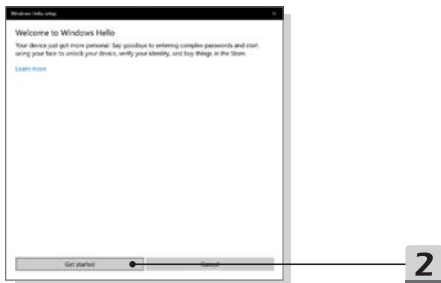 Windows Hello setup
Welcome to Windows Hello
Your device just got more personal. Say goodbye to entering complex passwords and start
using your face to unlock your device, verify your identity, and buy things in the Store.
Learn more
Get started
Cancel
2